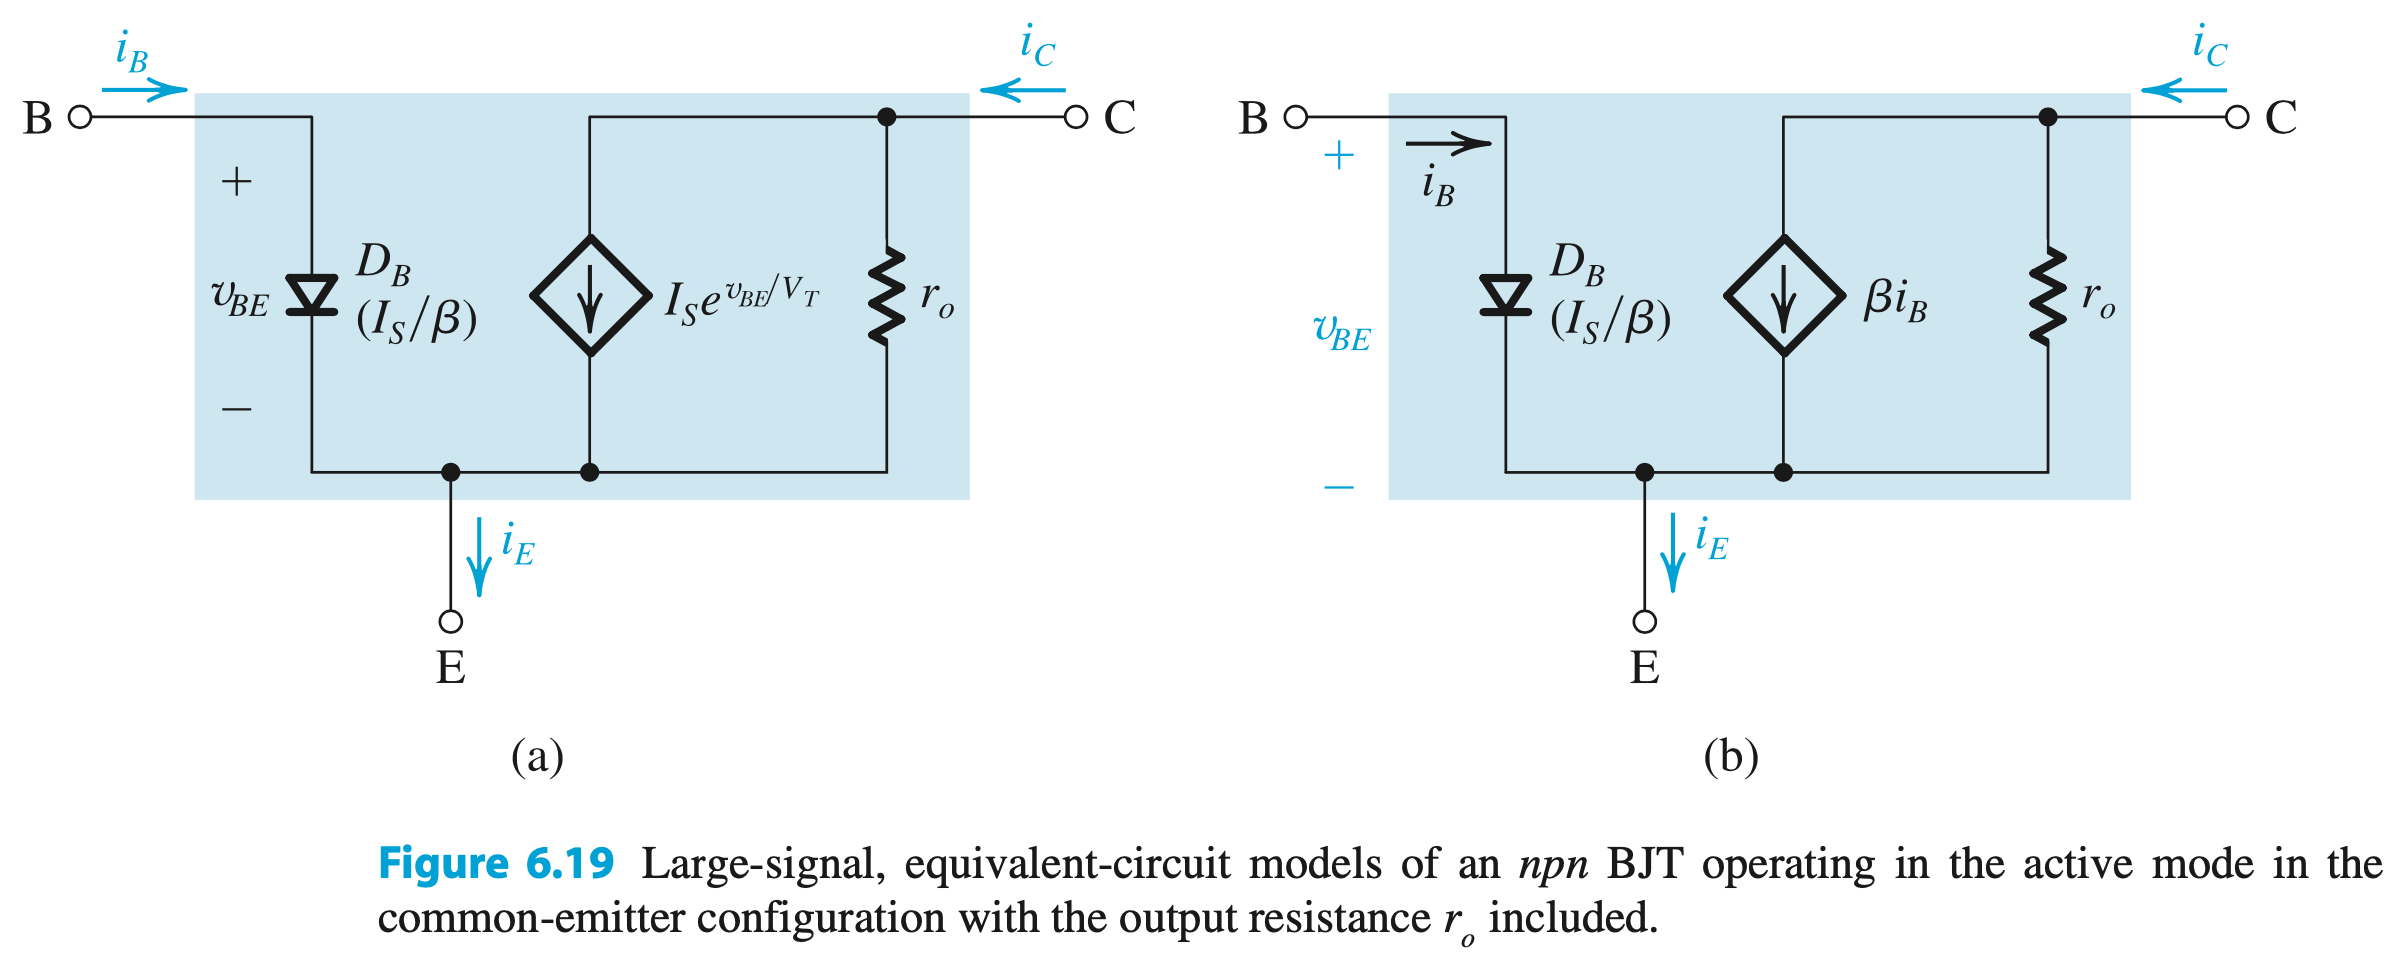 i_B
i_C
B
C
+
v_BE
D_B
(I_S/β)
I_S e^{v_BE/V_T}
r_o
−
i_E
E
(a)
i_C
B
C
+
i_B
v_BE
D_B
(I_S/β)
βi_B
r_o
−
i_E
E
(b)
Figure 6.19 Large-signal, equivalent-circuit models of an npn BJT operating in the active mode in the
common-emitter configuration with the output resistance r_o included.